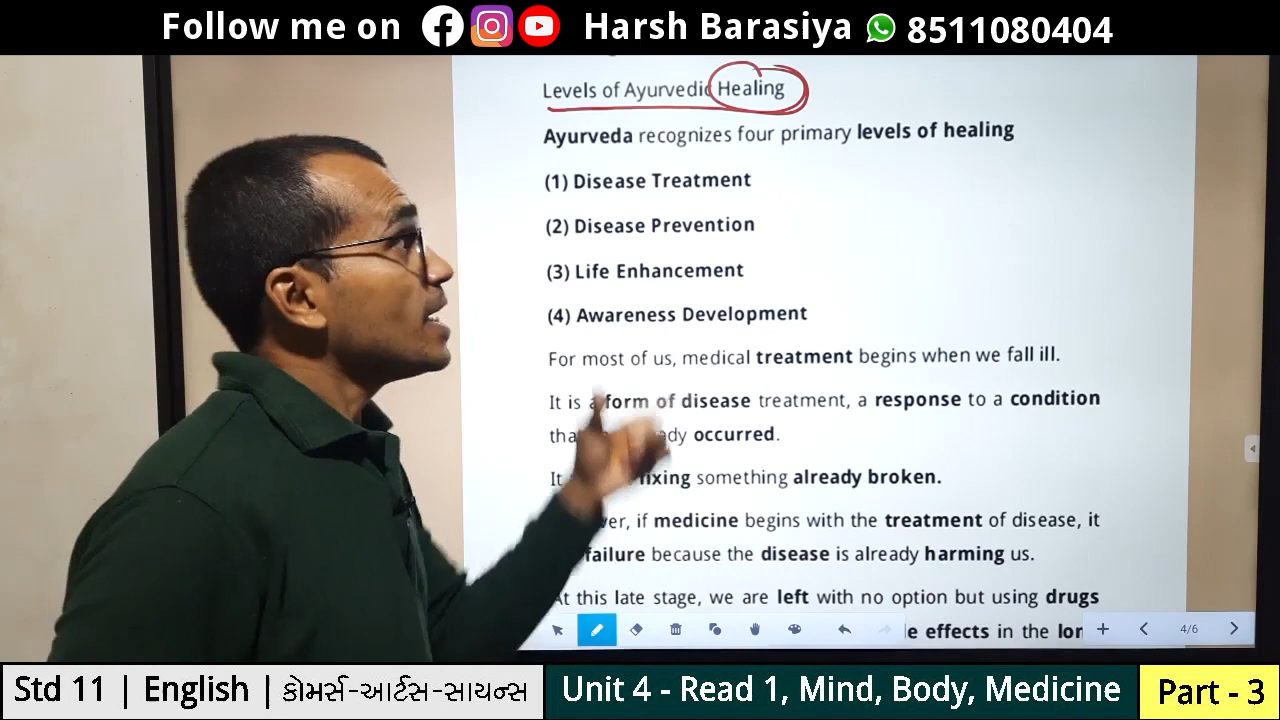 Follow me on Harsh Barasiya 8511080404
Levels of Ayurvedic Healing
Ayurveda recognizes four primary levels of healing
(1) Disease Treatment
(2) Disease Prevention
(3) Life Enhancement
(4) Awareness Development
For most of us, medical treatment begins when we fall ill.
It is a form of disease treatment, a response to a condition
occurred.
It fixing something already broken.
if medicine begins with the treatment of disease, it
failure because the disease is already harming us.
At this late stage, we are left with no option but using drugs
effects in the
4/6
Std 11 | English | કોમર્સ-આર્ટસ-સાયન્સ
Unit 4 - Read 1, Mind, Body, Medicine
Part - 3